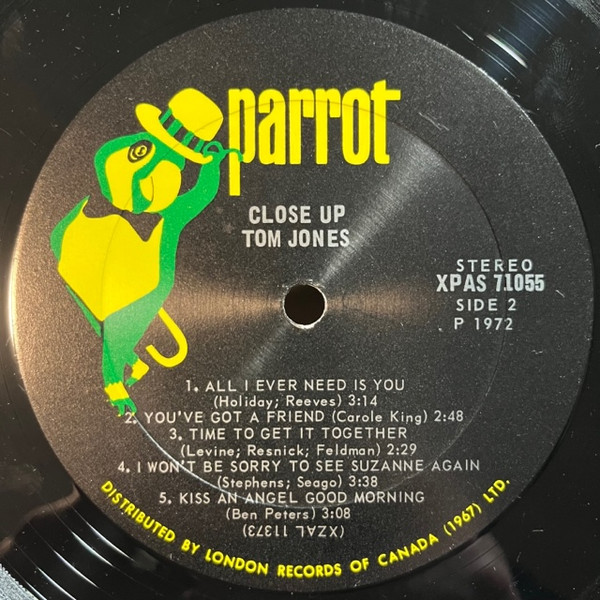 parrot
CLOSE UP
TOM JONES
STEREO
XPAS 71055
SIDE 2
P 1972
1. ALL I EVER NEED IS YOU
(Holiday; Reeves) 3:14
2. YOU'VE GOT A FRIEND (Carole King) 2:48
3. TIME TO GET IT TOGETHER
(Levine; Resnick; Feldman) 2:29
4. I WON'T BE SORRY TO SEE SUZANNE AGAIN
(Stephens; Seago) 3:38
5. KISS AN ANGEL GOOD MORNING
(Ben Peters) 3:08
(XZAL 11373)
DISTRIBUTED BY LONDON RECORDS OF CANADA (1967) LTD.